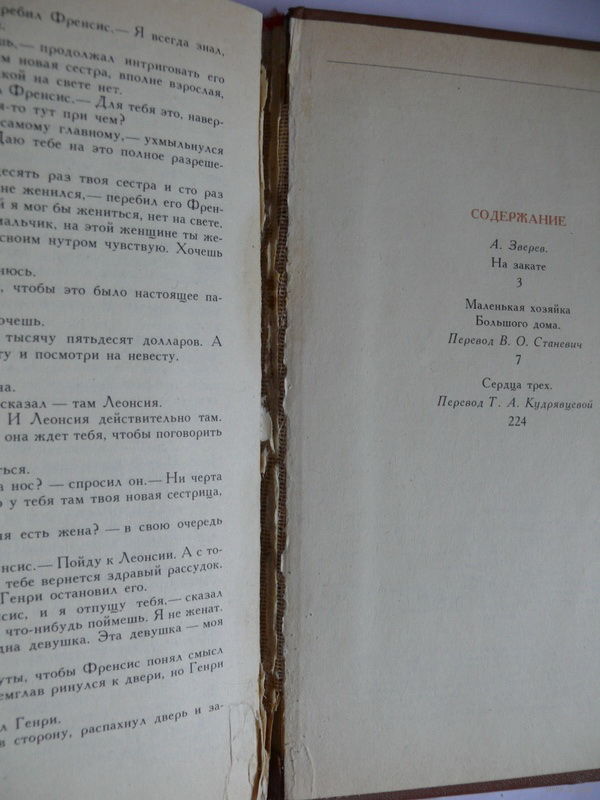 ребил Френсис.— Я всегда знал,
шь,— продолжал интриговать его
м новая сестра, вполне взрослая,
кой на свете нет.
л Френсис.— Для тебя это, навер-
я-то тут при чем?
самому главному,— ухмыльнулся
Даю тебе на это полное разреше-
десять раз твоя сестра и сто раз
не женился,— перебил его Френ-
й я мог бы жениться, нет на свете.
мальчик, на этой женщине ты же-
своим нутром чувствую. Хочешь
нюсь.
, чтобы это было настоящее па-
очешь.
тысячу пятьдесят долларов. А
ту и посмотри на невесту.
на.
сказал — там Леонсия.
И Леонсия действительно там.
она ждет тебя, чтобы поговорить
ться.
а нос? — спросил он.— Ни черта
о у тебя там твоя новая сестрица,
ня есть жена? — в свою очередь
нсис.— Пойду к Леонсии. А с то-
тебе вернется здравый рассудок.
Генри остановил его.
нсис, и я отпущу тебя,— сказал
что-нибудь поймешь. Я не женат.
дна девушка. Эта девушка — моя
уты, чтобы Френсис понял смысл
емглав ринулся к двери, но Генри
л Генри.
в сторону, распахнул дверь и за-
СОДЕРЖАНИЕ
А. Зверев.
На закате
3
Маленькая хозяйка
Большого дома.
Перевод В. О. Станевич
7
Сердца трех.
Перевод Т. А. Кудрявцевой
224